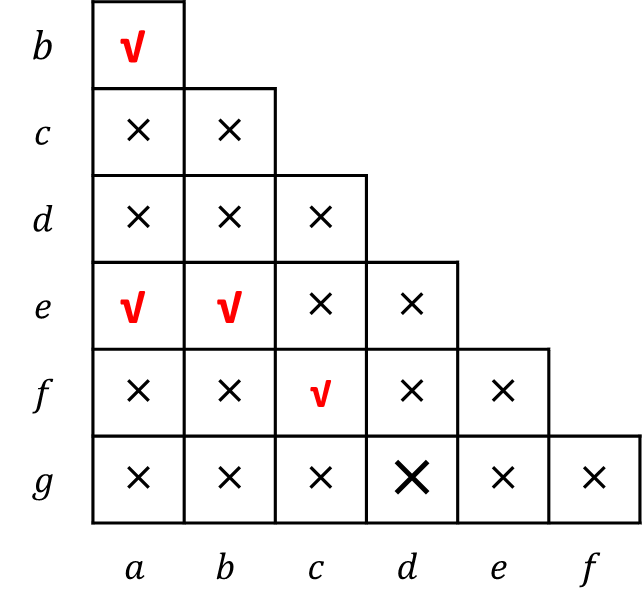 b √
c × ×
d × × ×
e √ √ × ×
f × × √ × ×
g × × × × × ×
a b c d e f